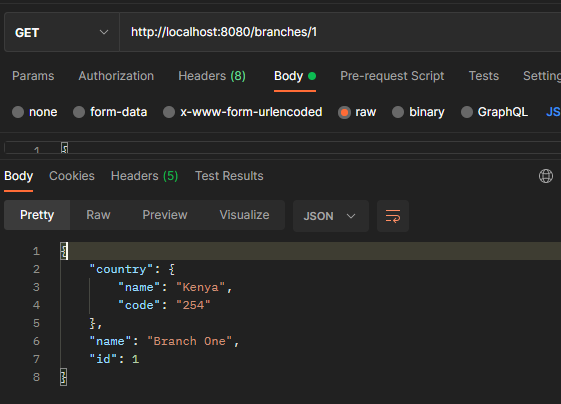 GET http://localhost:8080/branches/1
Params Authorization Headers (8) Body Pre-request Script Tests Setting
none form-data x-www-form-urlencoded raw binary GraphQL JS
1 {
Body Cookies Headers (5) Test Results
Pretty Raw Preview Visualize JSON
1 {
2 "country": {
3 "name": "Kenya",
4 "code": "254"
5 },
6 "name": "Branch One",
7 "id": 1
8 }